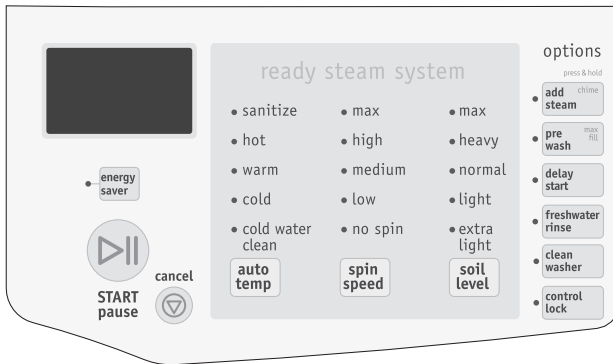 ready steam system
sanitize
hot
warm
cold
cold water
clean
auto
temp
max
high
medium
low
no spin
spin
speed
max
heavy
normal
light
extra
light
soil
level
energy
saver
START
pause
cancel
options
press & hold
add chime
steam
pre max
wash fill
delay
start
freshwater
rinse
clean
washer
control
lock